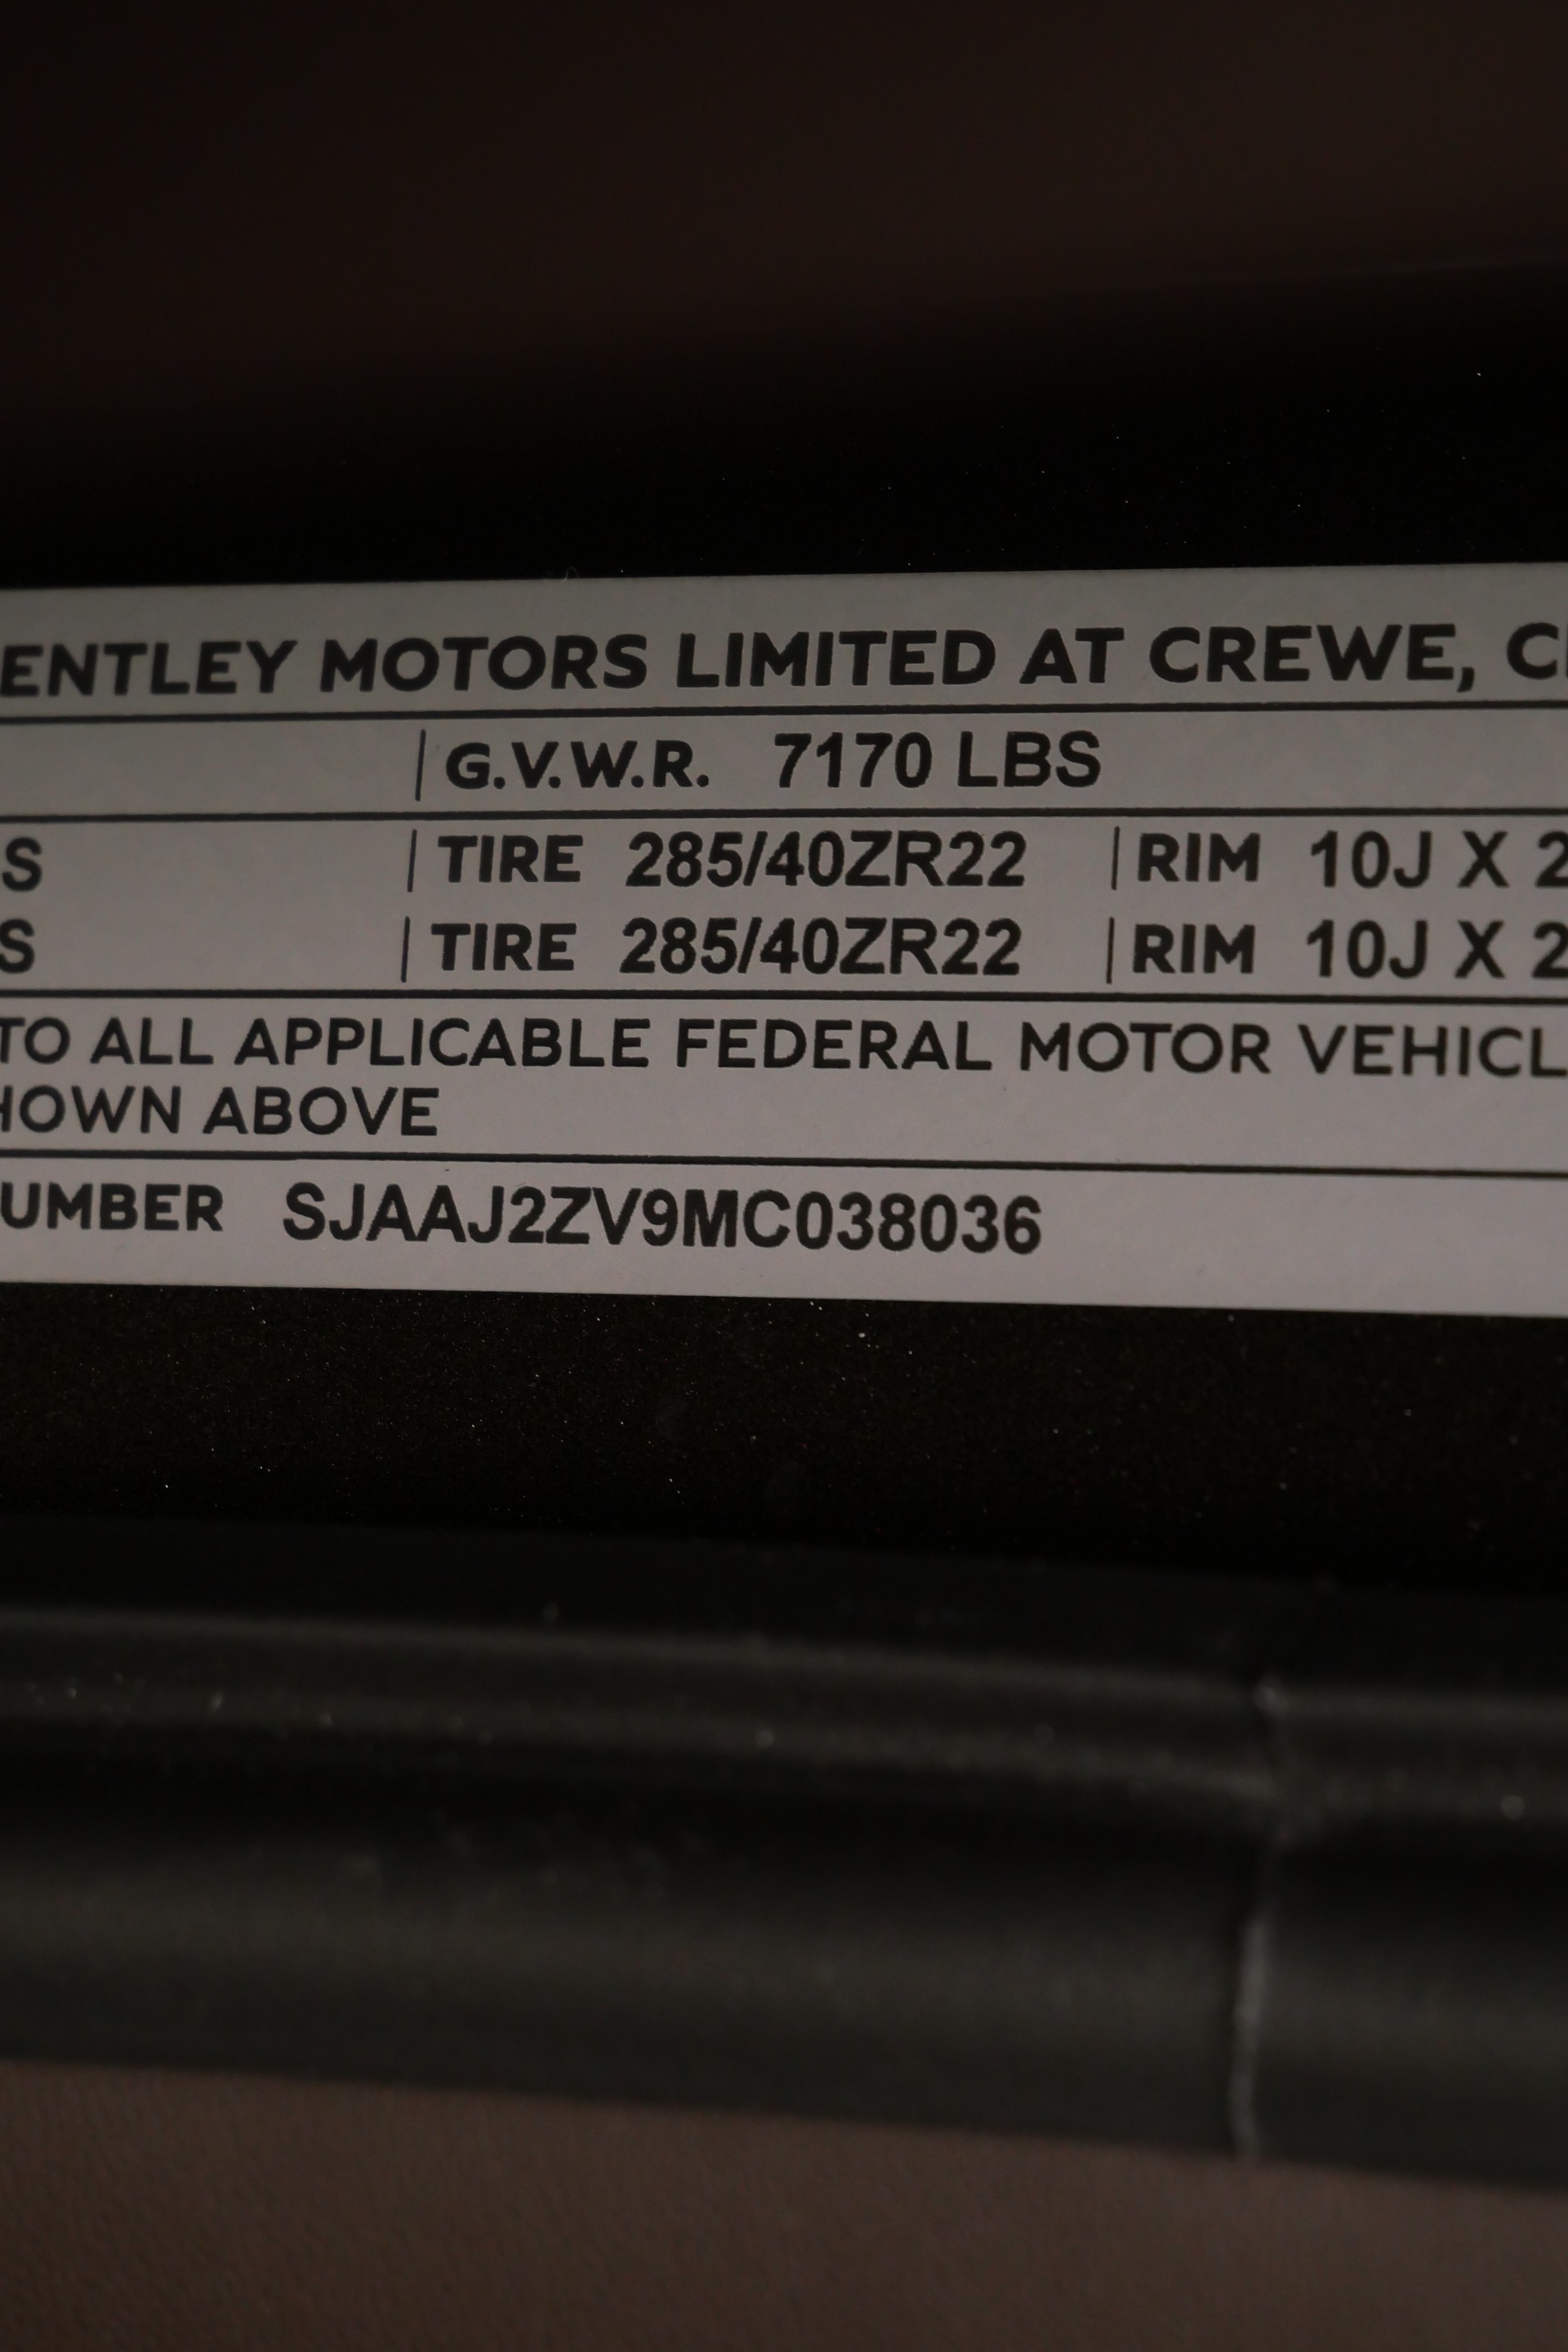 ENTLEY MOTORS LIMITED AT CREWE, C
G.V.W.R. 7170 LBS
S TIRE 285/40ZR22 RIM 10J X 2
S TIRE 285/40ZR22 RIM 10J X 2
TO ALL APPLICABLE FEDERAL MOTOR VEHICL
HOWN ABOVE
UMBER SJAAJ2ZV9MC038036